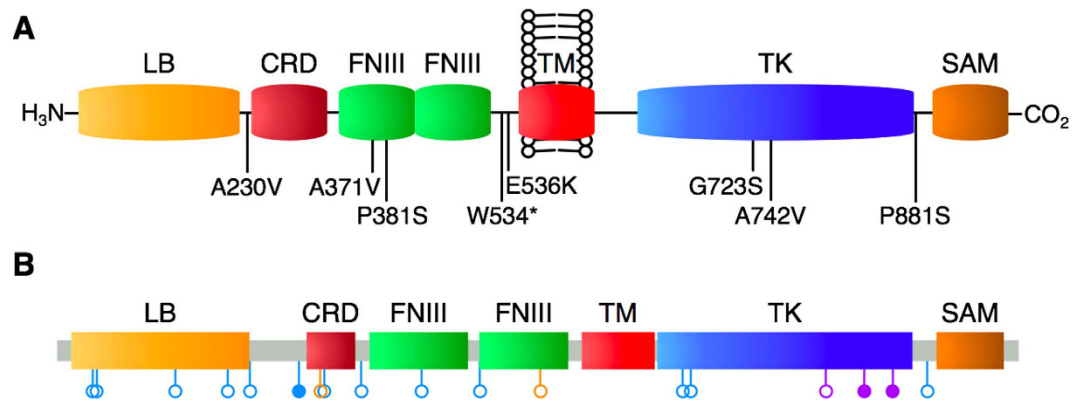 A
LB CRD FNIII FNIII TM TK SAM
H3N CO2
A230V A371V E536K G723S
P381S W534* A742V P881S
B
LB CRD FNIII FNIII TM TK SAM